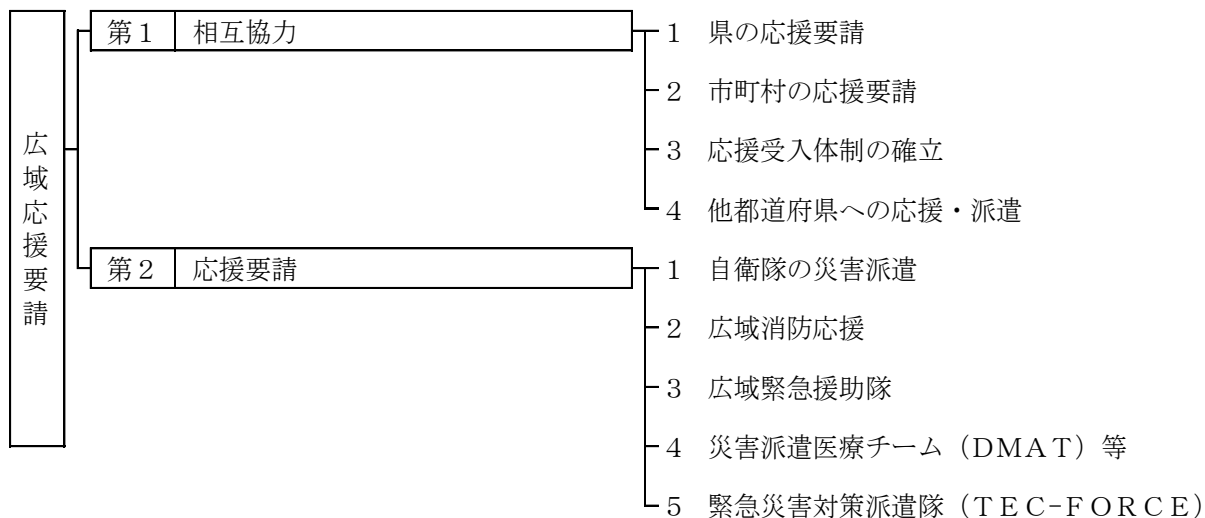 広域応援要請
第１ 相互協力
１ 県の応援要請
２ 市町村の応援要請
３ 応援受入体制の確立
４ 他都道府県への応援・派遣
第２ 応援要請
１ 自衛隊の災害派遣
２ 広域消防応援
３ 広域緊急援助隊
４ 災害派遣医療チーム（DMAＴ）等
５ 緊急災害対策派遣隊（ＴＥＣ-ＦＯＲＣＥ）